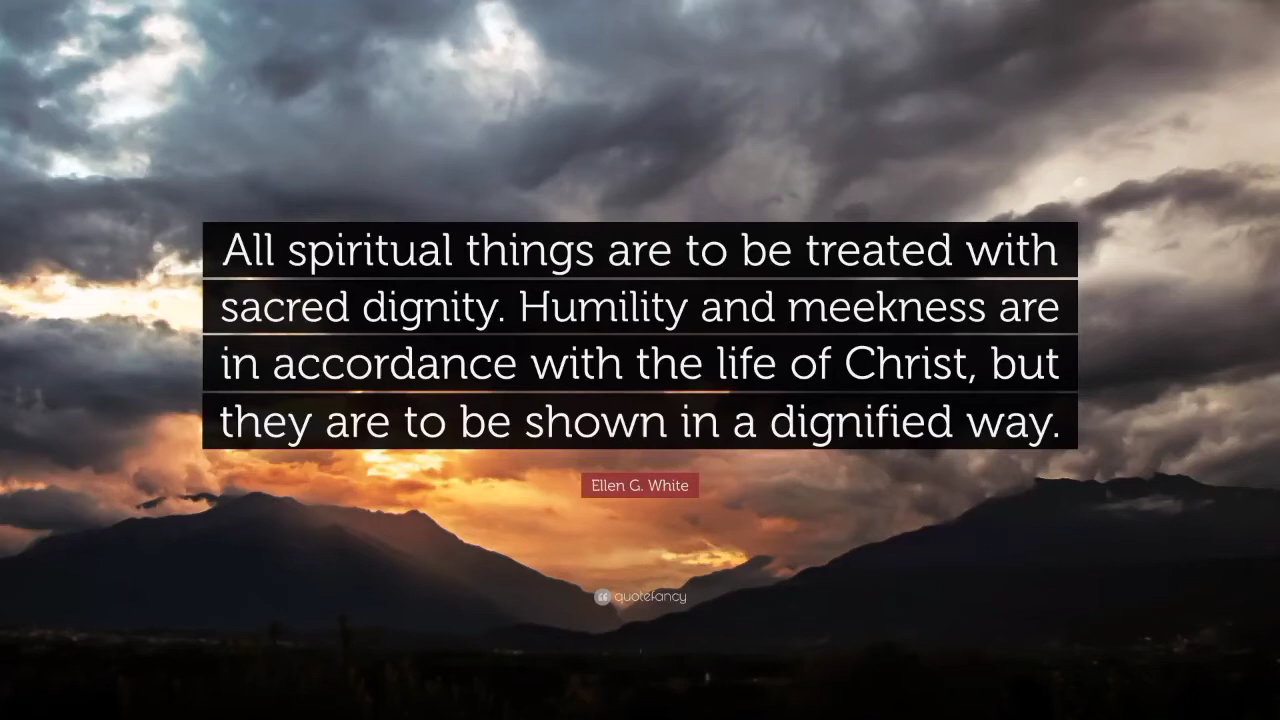 All spiritual things are to be treated with
sacred dignity. Humility and meekness are
in accordance with the life of Christ, but
they are to be shown in a dignified way.
Ellen G. White
quotefancy